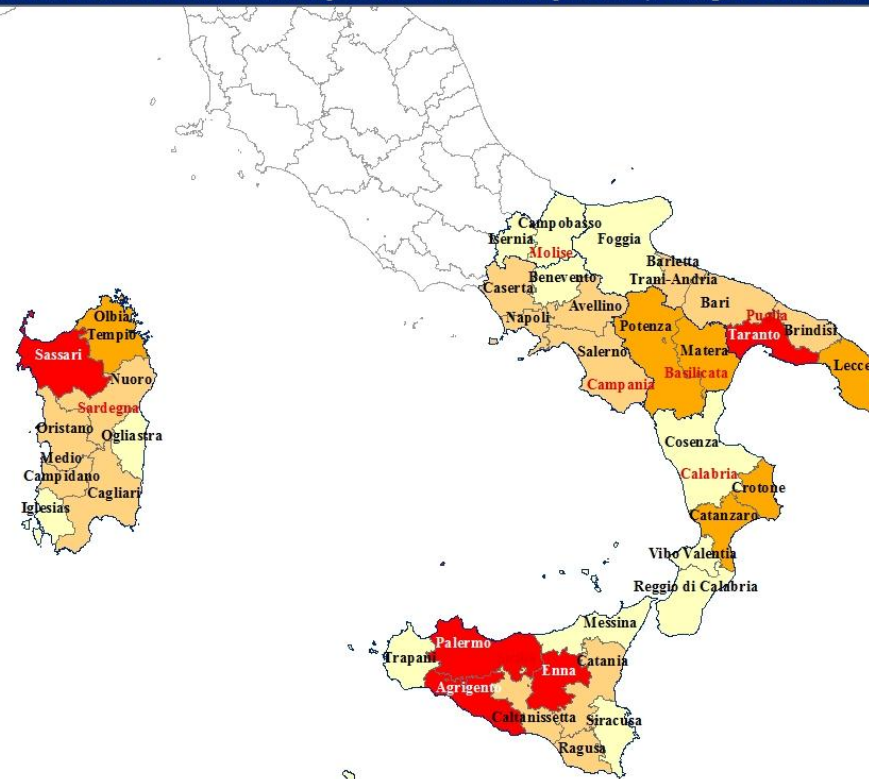 Campobasso
Isernia
Foggia
Molise
Barletta
Trani-Andria
Benevento
Caserta
Bari
Avellino
Napoli
Potenza
Puglia
Brindisi
Taranto
Salerno
Matera
Lecce
Basilicata
Campania
Olbia
Tempio
Sassari
Nuoro
Sardegna
Oristano
Ogliastra
Medio
Campidano
Cagliari
Iglesias
Cosenza
Calabria
Crotone
Catanzaro
Vibo Valentia
Reggio di Calabria
Messina
Palermo
Trapani
Enna
Catania
Agrigento
Caltanissetta
Siracusa
Ragusa